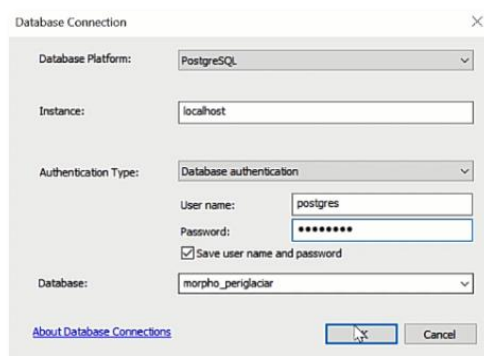 Database Connection
Database Platform: PostgreSQL
Instance: localhost
Authentication Type: Database authentication
User name: postgres
Password: ••••••••
Save user name and password
Database: morpho_periglaciar
About Database Connections
Cancel